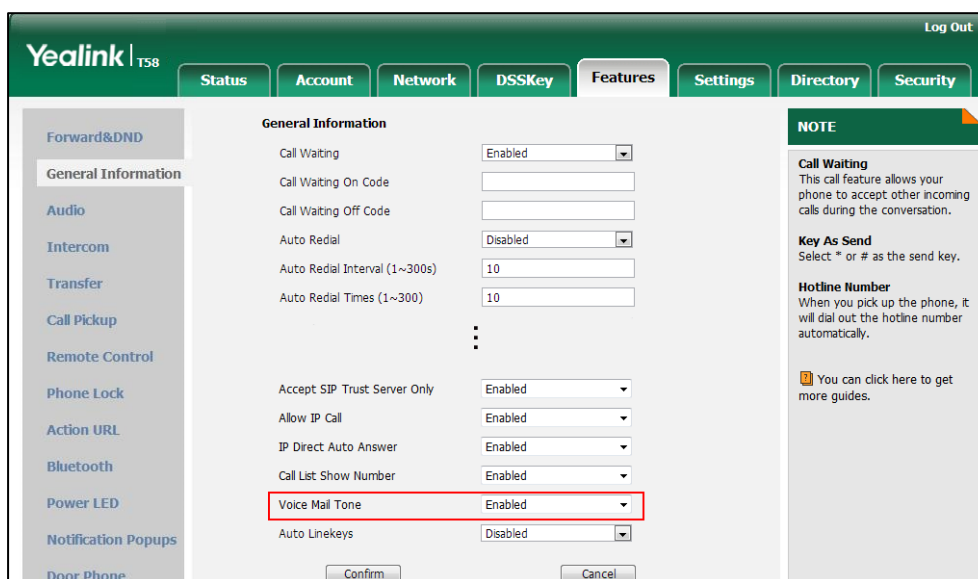 Log Out
Yealink | T58
Status Account Network DSSKey Features Settings Directory Security
Forward&DND
General Information
Audio
Intercom
Transfer
Call Pickup
Remote Control
Phone Lock
Action URL
Bluetooth
Power LED
Notification Popups
Door Phone
General Information
Call Waiting Enabled
Call Waiting On Code
Call Waiting Off Code
Auto Redial Disabled
Auto Redial Interval (1~300s) 10
Auto Redial Times (1~300) 10
Accept SIP Trust Server Only Enabled
Allow IP Call Enabled
IP Direct Auto Answer Enabled
Call List Show Number Enabled
Voice Mail Tone Enabled
Auto Linekeys Disabled
Confirm Cancel
NOTE
Call Waiting
This call feature allows your
phone to accept other incoming
calls during the conversation.
Key As Send
Select * or # as the send key.
Hotline Number
When you pick up the phone, it
will dial out the hotline number
automatically.
? You can click here to get
more guides.